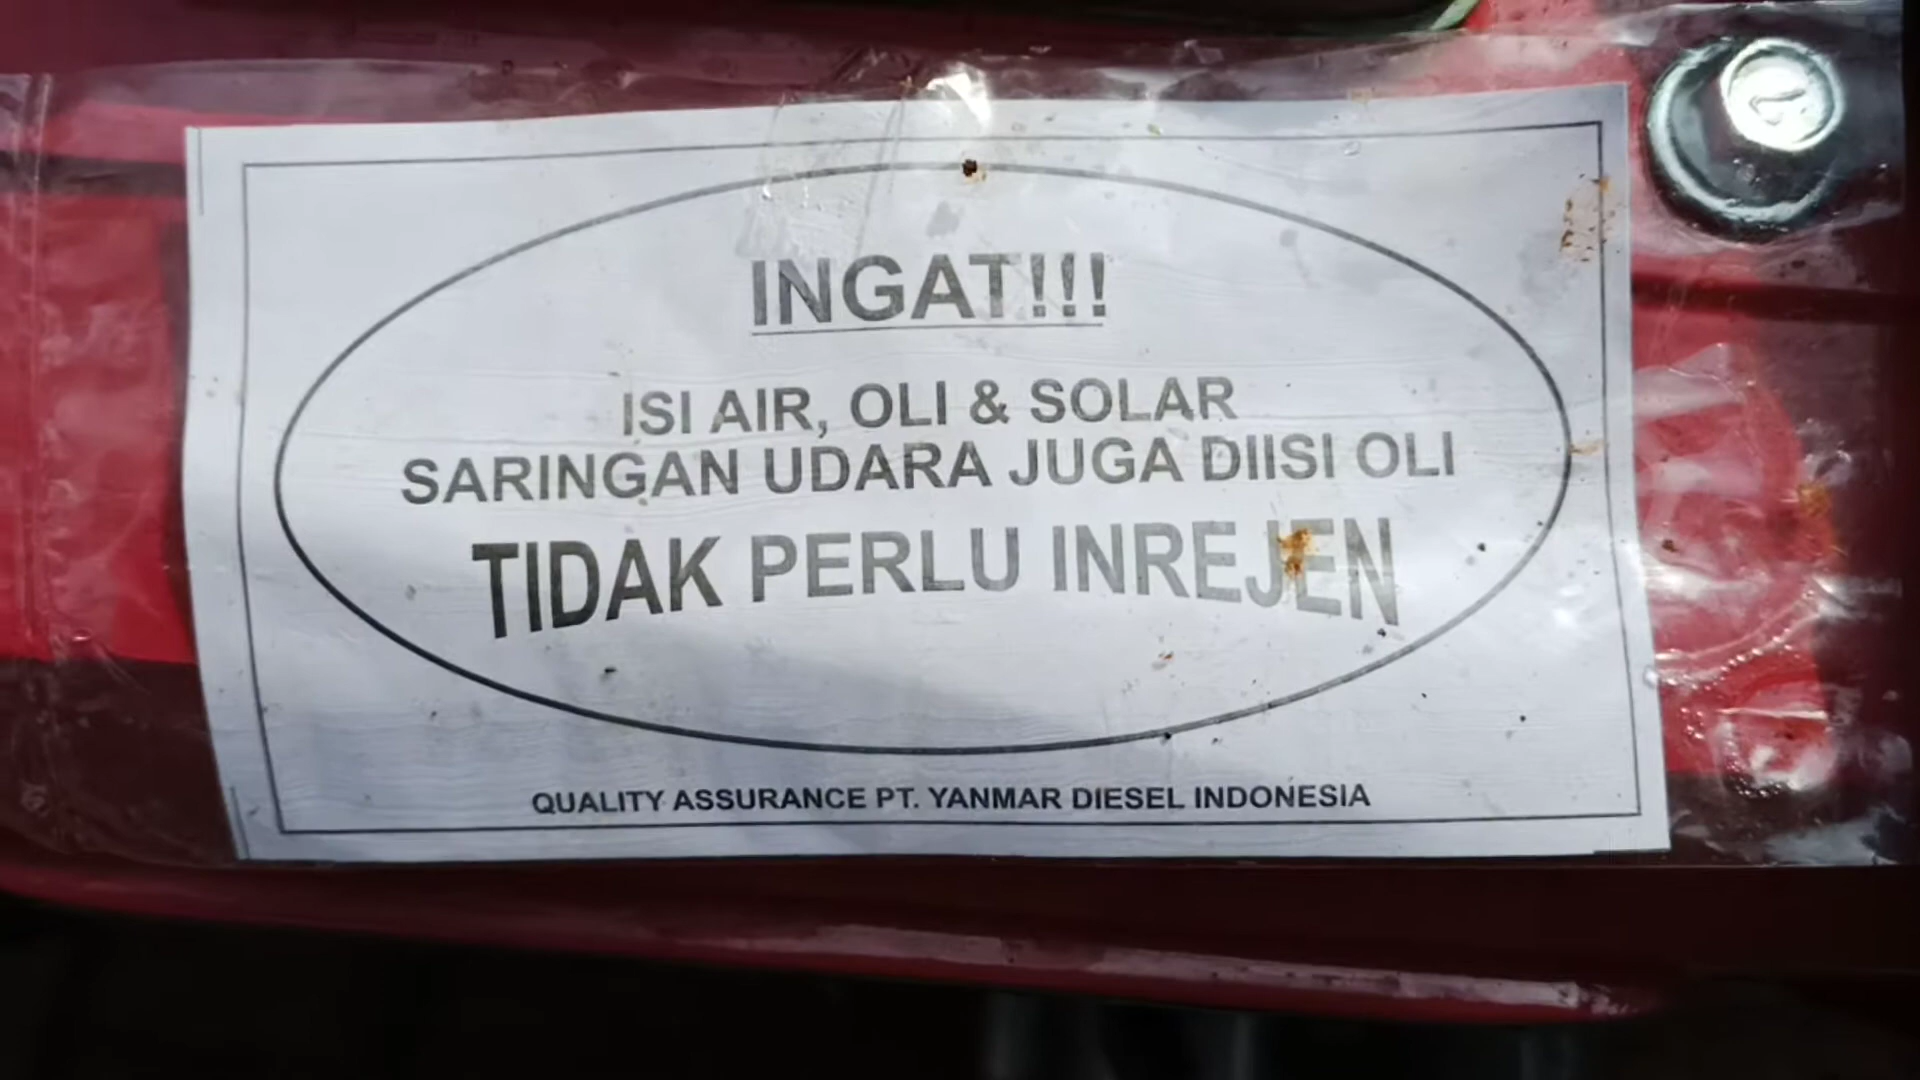 INGAT!!!
ISI AIR, OLI & SOLAR
SARINGAN UDARA JUGA DIISI OLI
TIDAK PERLU INREJEN
QUALITY ASSURANCE PT. YANMAR DIESEL INDONESIA